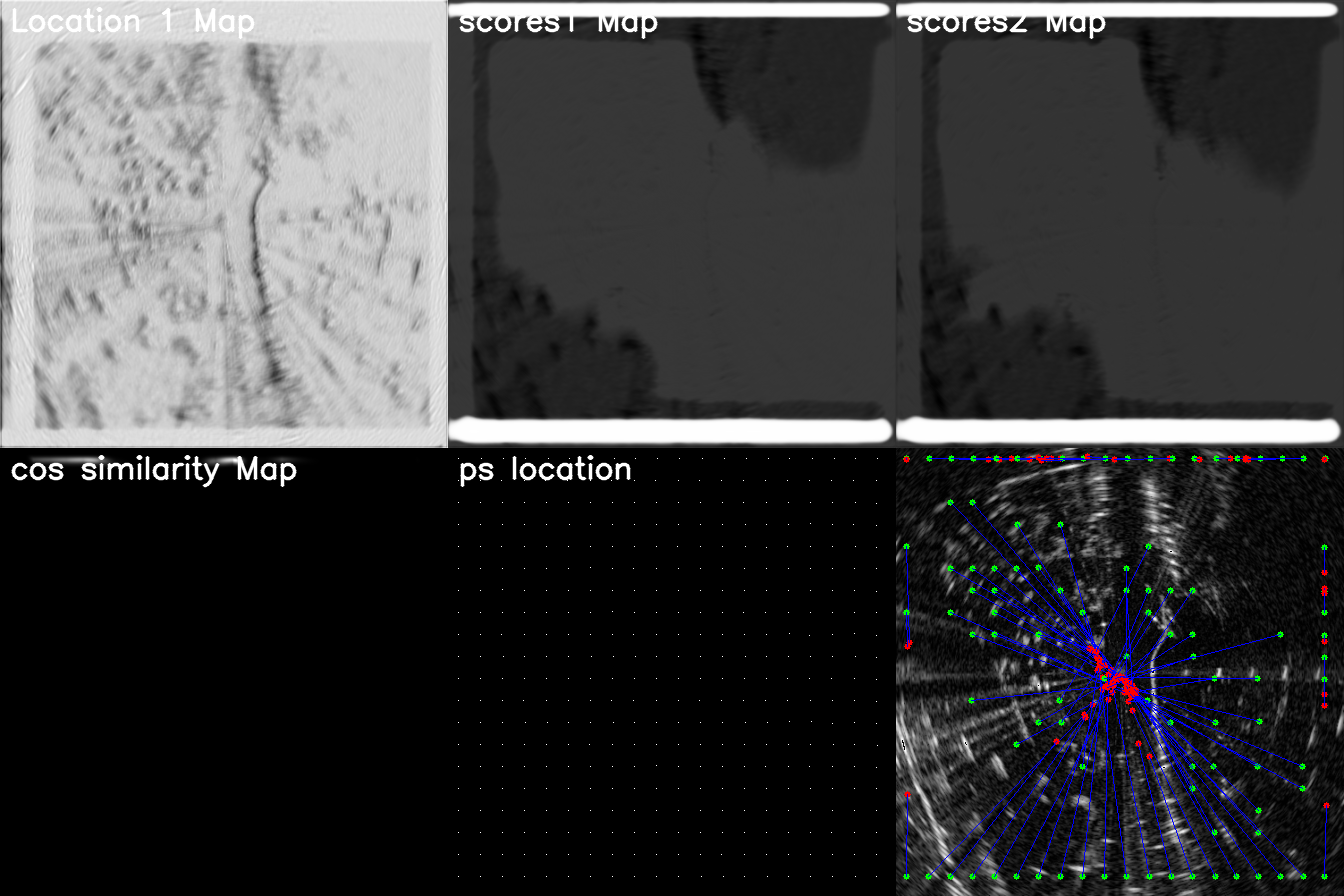 Location 1 Map
scores1 Map
scores2 Map
cos similarity Map
ps location